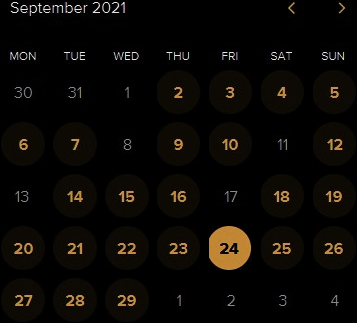 September 2021
MON TUE WED THU FRI SAT SUN
30 31 1 2 3 4 5
6 7 8 9 10 11 12
13 14 15 16 17 18 19
20 21 22 23 24 25 26
27 28 29 1 2 3 4